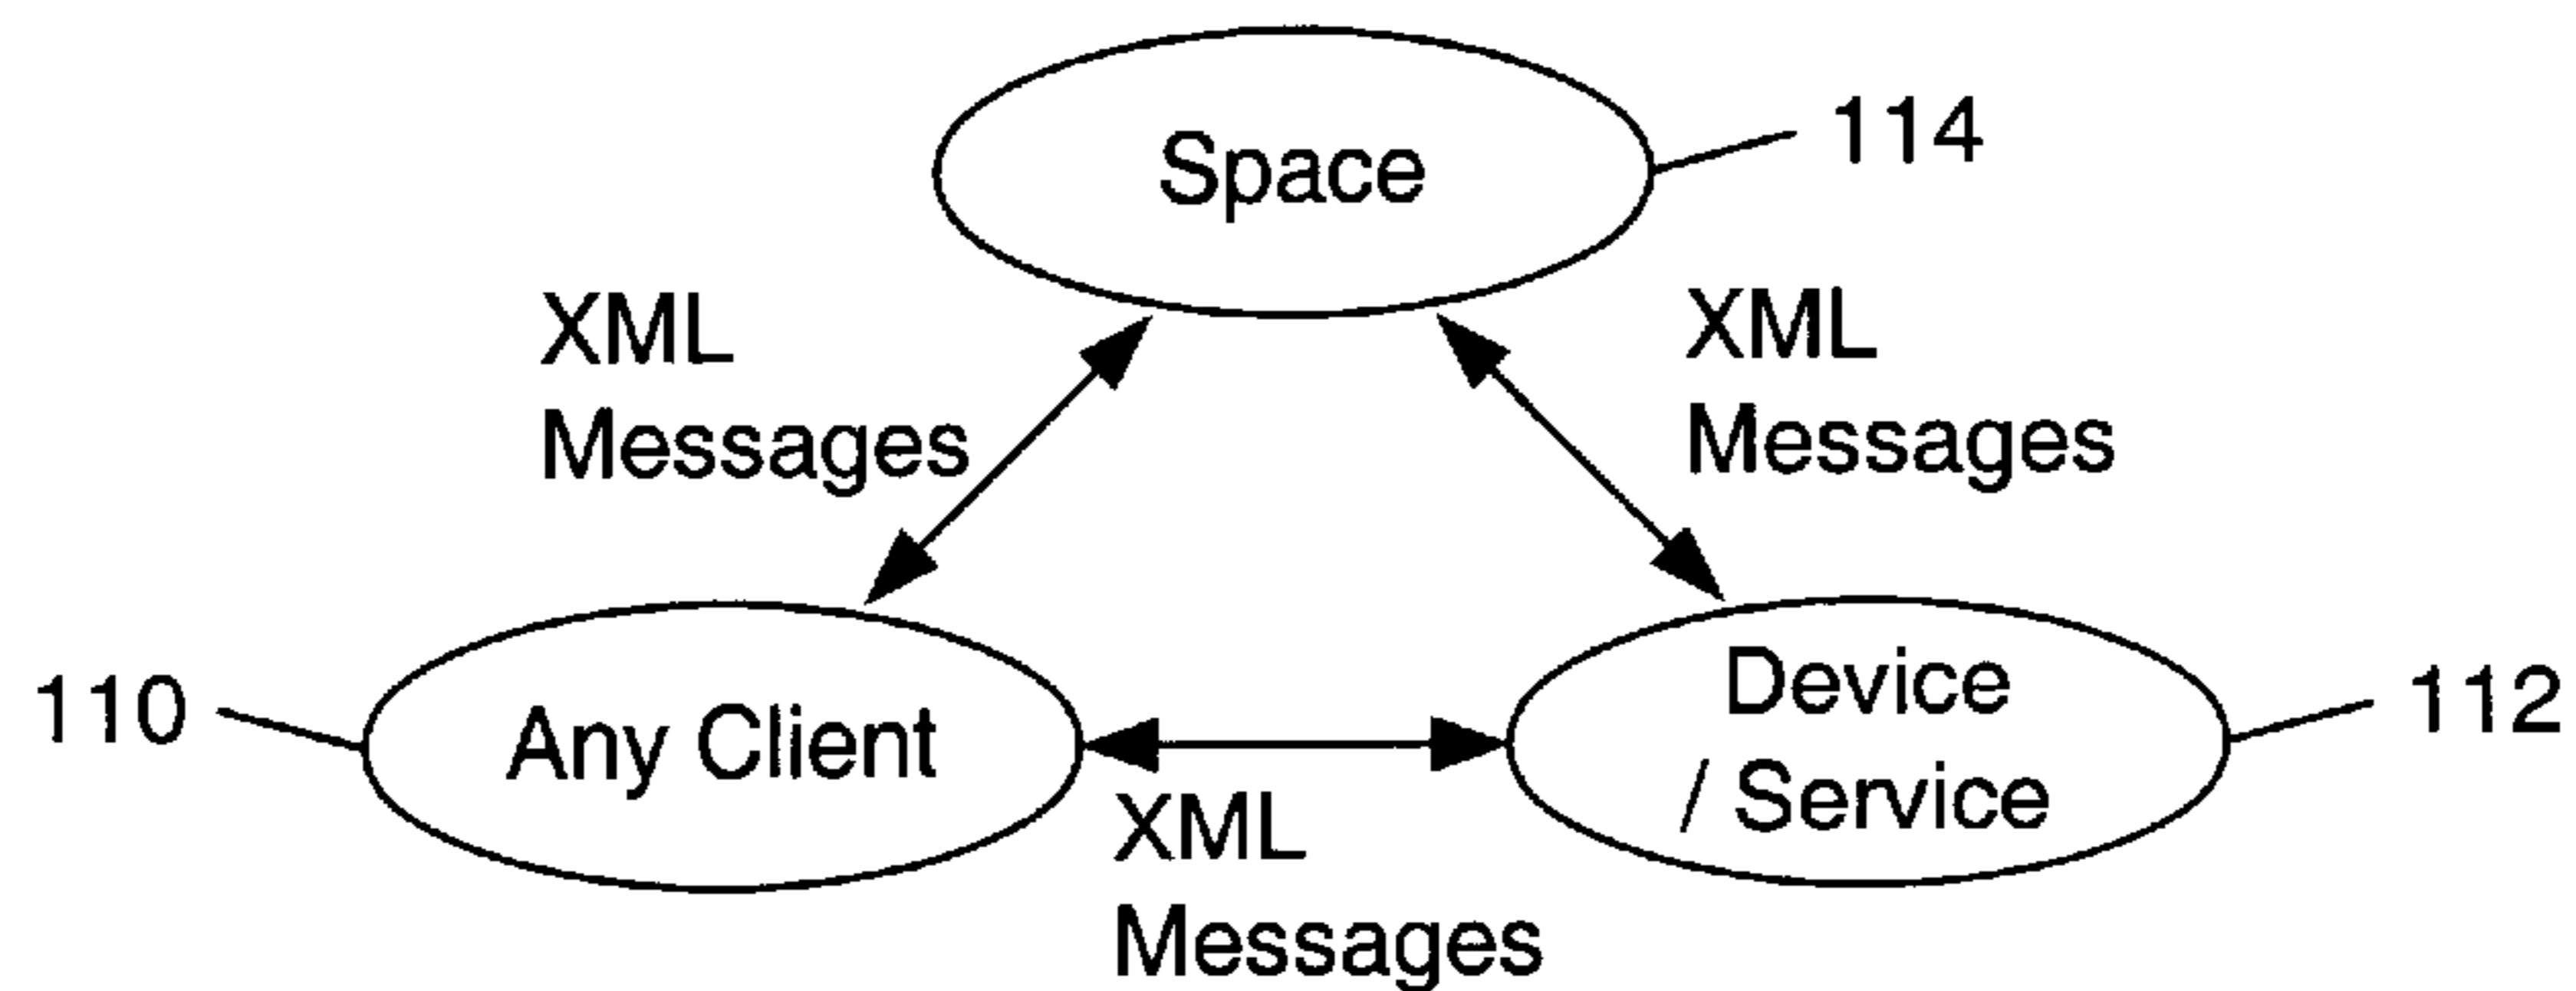 Space
114
XML
Messages
XML
Messages
110
Any Client
Device
/ Service
112
XML
Messages